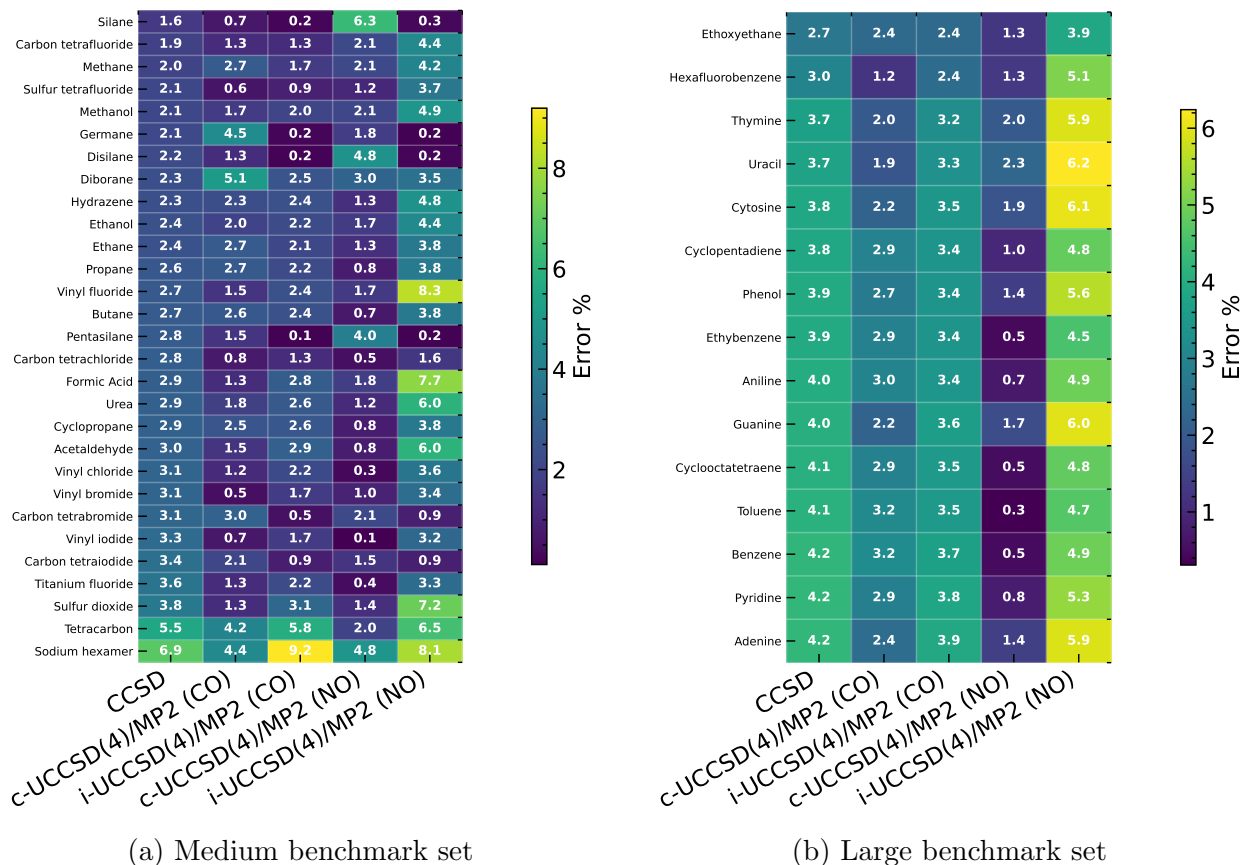 Silane 1.6 0.7 0.2 6.3 0.3
Carbon tetrafluoride 1.9 1.3 1.3 2.1 4.4
Methane 2.0 2.7 1.7 2.1 4.2
Sulfur tetrafluoride 2.1 0.6 0.9 1.2 3.7
Methanol 2.1 1.7 2.0 2.1 4.9
Germane 2.1 4.5 0.2 1.8 0.2
Disilane 2.2 1.3 0.2 4.8 0.2
Diborane 2.3 5.1 2.5 3.0 3.5
Hydrazene 2.3 2.3 2.4 1.3 4.8
Ethanol 2.4 2.0 2.2 1.7 4.4
Ethane 2.4 2.7 2.1 1.3 3.8
Propane 2.6 2.7 2.2 0.8 3.8
Vinyl fluoride 2.7 1.5 2.4 1.7 8.3
Butane 2.7 2.6 2.4 0.7 3.8
Pentasilane 2.8 1.5 0.1 4.0 0.2
Carbon tetrachloride 2.8 0.8 1.3 0.5 1.6
Formic Acid 2.9 1.3 2.8 1.8 7.7
Urea 2.9 1.8 2.6 1.2 6.0
Cyclopropane 2.9 2.5 2.6 0.8 3.8
Acetaldehyde 3.0 1.5 2.9 0.8 6.0
Vinyl chloride 3.1 1.2 2.2 0.3 3.6
Vinyl bromide 3.1 0.5 1.7 1.0 3.4
Carbon tetrabromide 3.1 3.0 0.5 2.1 0.9
Vinyl iodide 3.3 0.7 1.7 0.1 3.2
Carbon tetraiodide 3.4 2.1 0.9 1.5 0.9
Titanium fluoride 3.6 1.3 2.2 0.4 3.3
Sulfur dioxide 3.8 1.3 3.1 1.4 7.2
Tetracarbon 5.5 4.2 5.8 2.0 6.5
Sodium hexamer 6.9 4.4 9.2 4.8 8.1
CCSD
c-UCCSD(4)/MP2 (CO)
i-UCCSD(4)/MP2 (CO)
c-UCCSD(4)/MP2 (NO)
i-UCCSD(4)/MP2 (NO)
8
6
4
2
Error %
(a) Medium benchmark set
Ethoxyethane 2.7 2.4 2.4 1.3 3.9
Hexafluorobenzene 3.0 1.2 2.4 1.3 5.1
Thymine 3.7 2.0 3.2 2.0 5.9
Uracil 3.7 1.9 3.3 2.3 6.2
Cytosine 3.8 2.2 3.5 1.9 6.1
Cyclopentadiene 3.8 2.9 3.4 1.0 4.8
Phenol 3.9 2.7 3.4 1.4 5.6
Ethybenzene 3.9 2.9 3.4 0.5 4.5
Aniline 4.0 3.0 3.4 0.7 4.9
Guanine 4.0 2.2 3.6 1.7 6.0
Cyclooctatetraene 4.1 2.9 3.5 0.5 4.8
Toluene 4.1 3.2 3.5 0.3 4.7
Benzene 4.2 3.2 3.7 0.5 4.9
Pyridine 4.2 2.9 3.8 0.8 5.3
Adenine 4.2 2.4 3.9 1.4 5.9
CCSD
c-UCCSD(4)/MP2 (CO)
i-UCCSD(4)/MP2 (CO)
c-UCCSD(4)/MP2 (NO)
i-UCCSD(4)/MP2 (NO)
6
5
4
3
2
1
Error %
(b) Large benchmark set